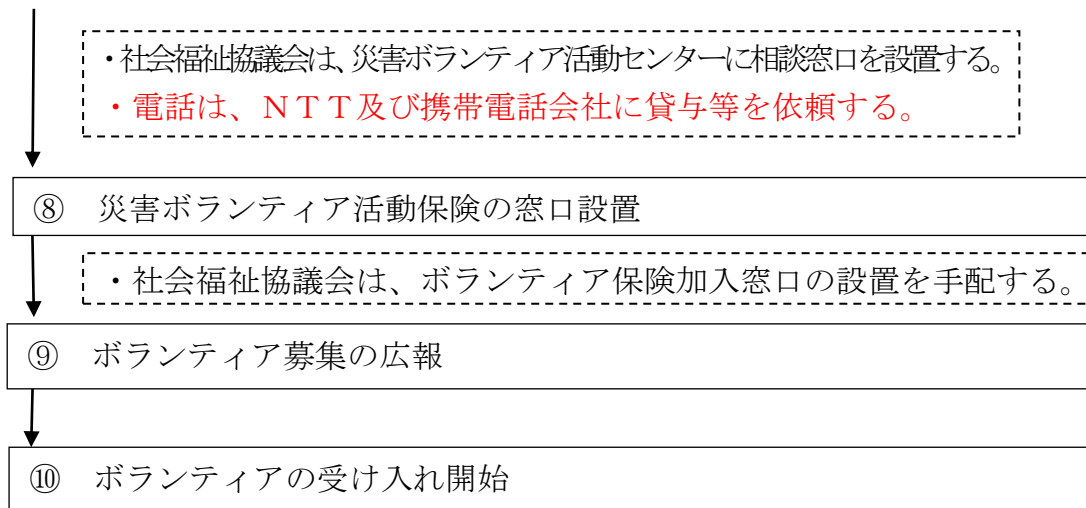 ・社会福祉協議会は、災害ボランティア活動センターに相談窓口を設置する。
・電話は、ＮＴＴ及び携帯電話会社に貸与等を依頼する。
⑧　災害ボランティア活動保険の窓口設置
・社会福祉協議会は、ボランティア保険加入窓口の設置を手配する。
⑨　ボランティア募集の広報
⑩　ボランティアの受け入れ開始